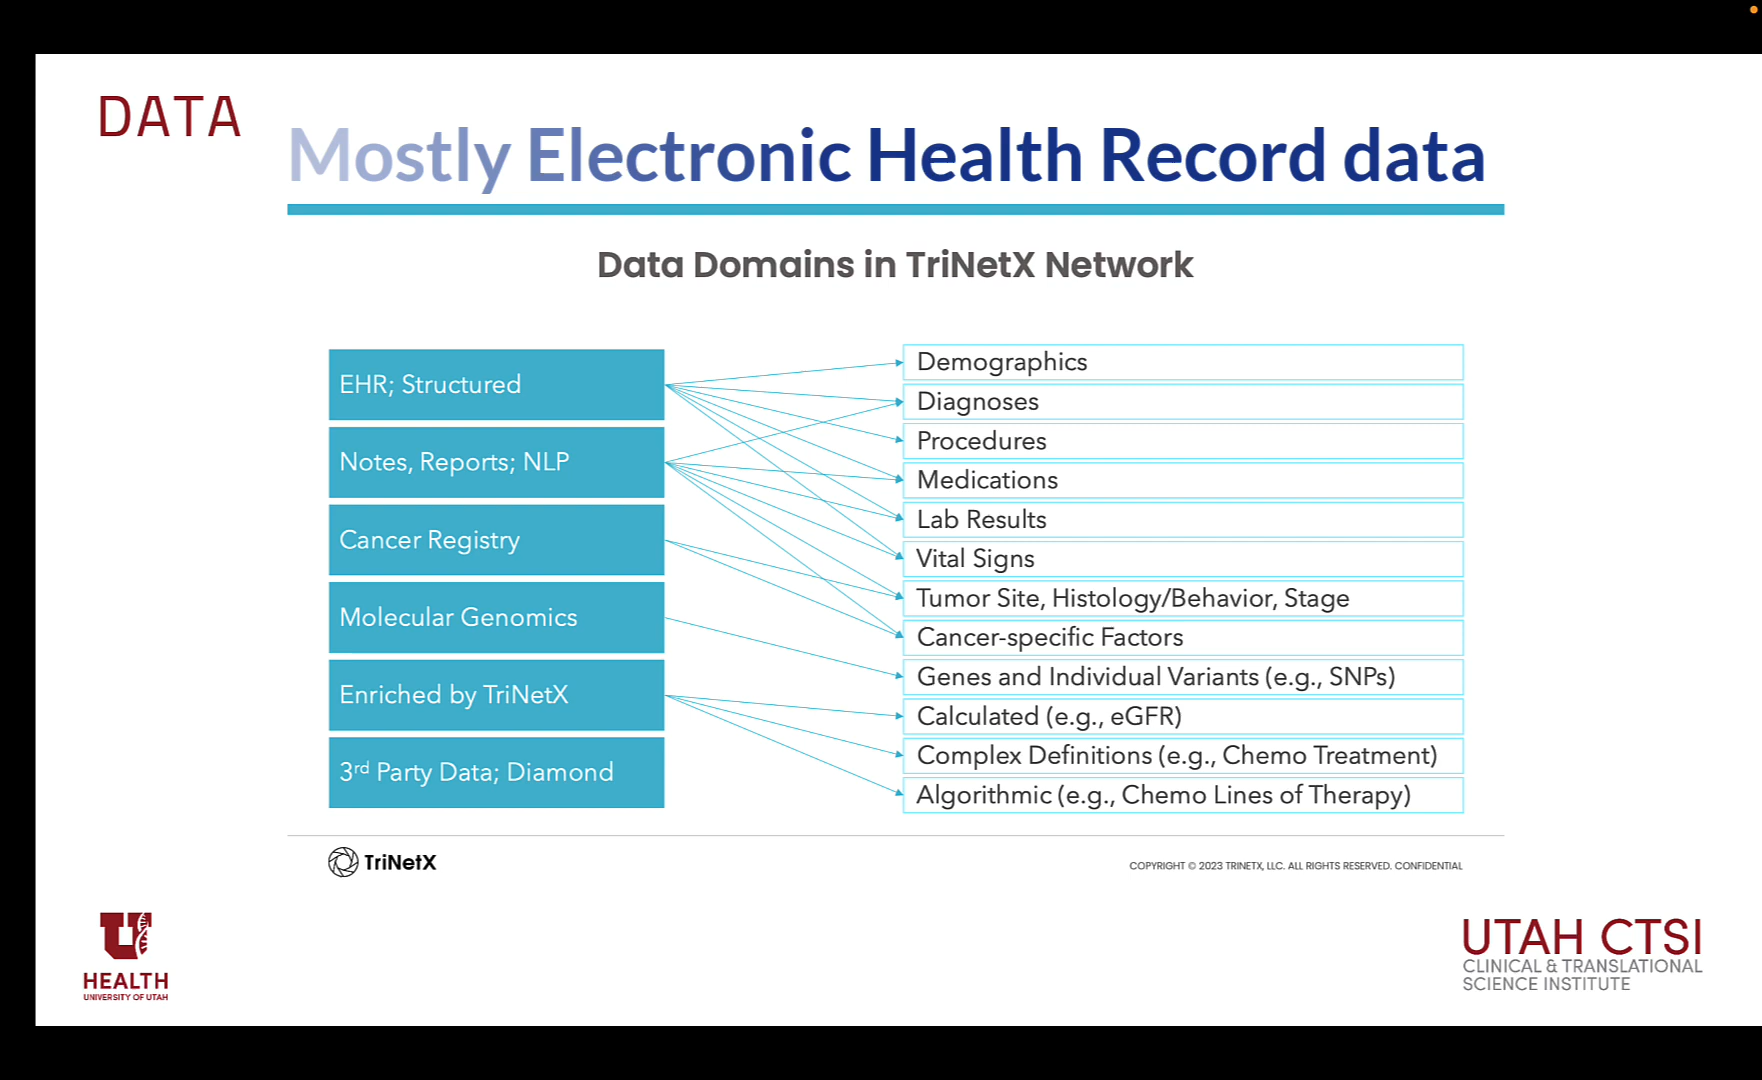 DATA
Mostly Electronic Health Record data
Data Domains in TriNetX Network
EHR; Structured
Notes, Reports; NLP
Cancer Registry
Molecular Genomics
Enriched by TriNetX
3rd Party Data; Diamond
Demographics
Diagnoses
Procedures
Medications
Lab Results
Vital Signs
Tumor Site, Histology/Behavior, Stage
Cancer-specific Factors
Genes and Individual Variants (e.g., SNPs)
Calculated (e.g., eGFR)
Complex Definitions (e.g., Chemo Treatment)
Algorithmic (e.g., Chemo Lines of Therapy)
TriNetX
COPYRIGHT © 2023 TRINETX, LLC. ALL RIGHTS RESERVED. CONFIDENTIAL
U
HEALTH
UNIVERSITY OF UTAH
UTAH CTSI
CLINICAL & TRANSLATIONAL
SCIENCE INSTITUTE